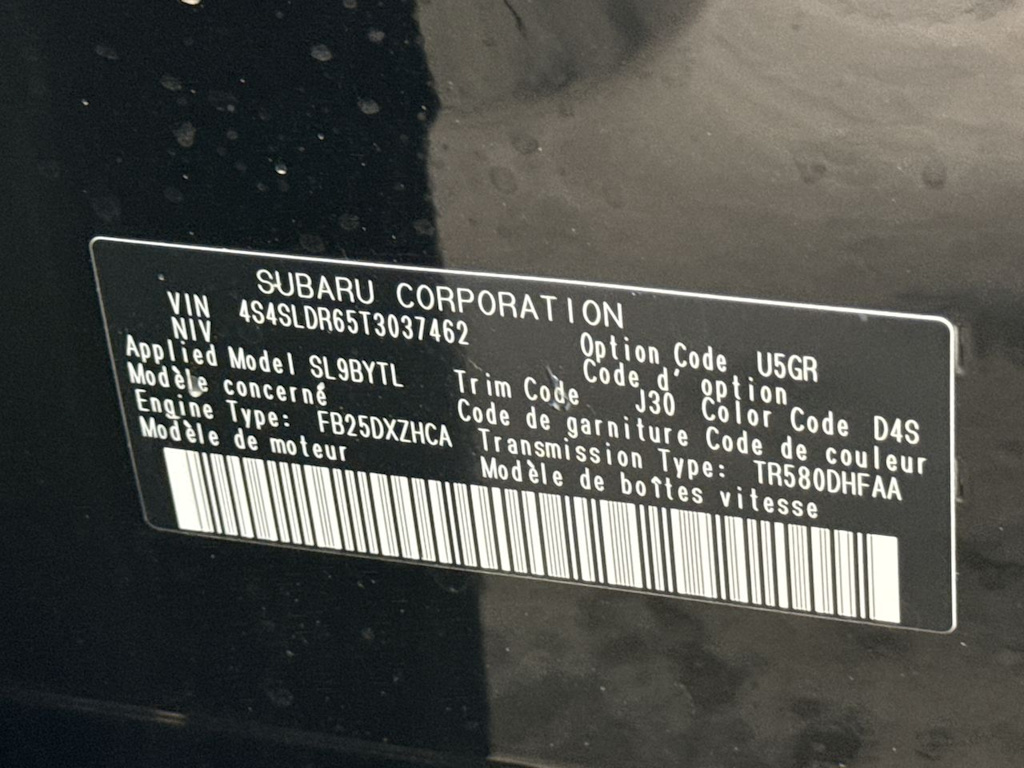 SUBARU CORPORATION
VIN 4S4SLDR65T3037462
NIV
Option Code U5GR
Code d' option
Applied Model SL9BYTL
Modèle concerné
Trim Code J30 Color Code D4S
Code de garniture Code de couleur
Engine Type: FB25DXZHCA
Modèle de moteur
Transmission Type: TR580DHFAA
Modèle de boîtes vitesse